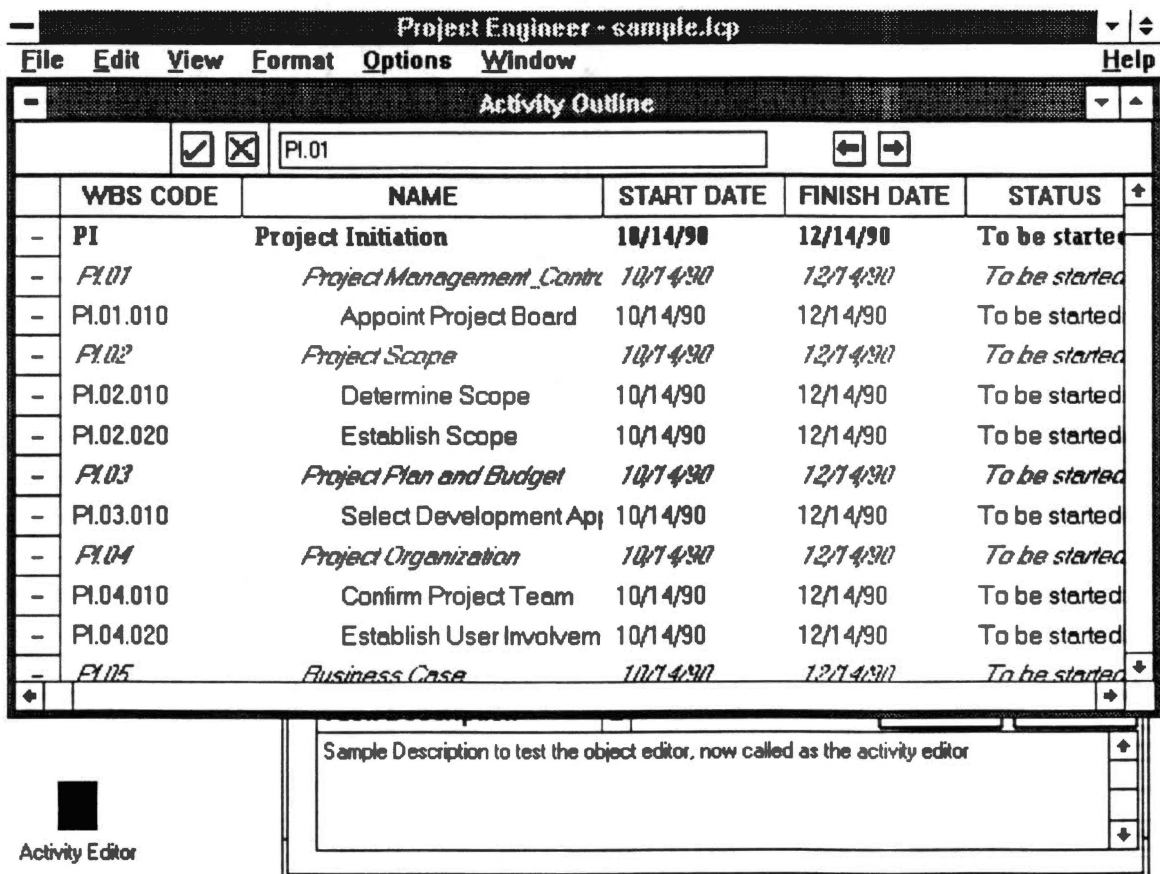 Project Engineer - sample.lcp
File Edit View Format Options Window Help
Activity Outline
PI.01
WBS CODE NAME START DATE FINISH DATE STATUS
PI Project Initiation 10/14/90 12/14/90 To be started
PI.01 Project Management_Contro 10/14/90 12/14/90 To be started
PI.01.010 Appoint Project Board 10/14/90 12/14/90 To be started
PI.02 Project Scope 10/14/90 12/14/90 To be started
PI.02.010 Determine Scope 10/14/90 12/14/90 To be started
PI.02.020 Establish Scope 10/14/90 12/14/90 To be started
PI.03 Project Plan and Budget 10/14/90 12/14/90 To be started
PI.03.010 Select Development App 10/14/90 12/14/90 To be started
PI.04 Project Organization 10/14/90 12/14/90 To be started
PI.04.010 Confirm Project Team 10/14/90 12/14/90 To be started
PI.04.020 Establish User Involvem 10/14/90 12/14/90 To be started
PI.05 Business Case 10/14/90 12/14/90 To be started
Sample Description to test the object editor, now called as the activity editor
Activity Editor